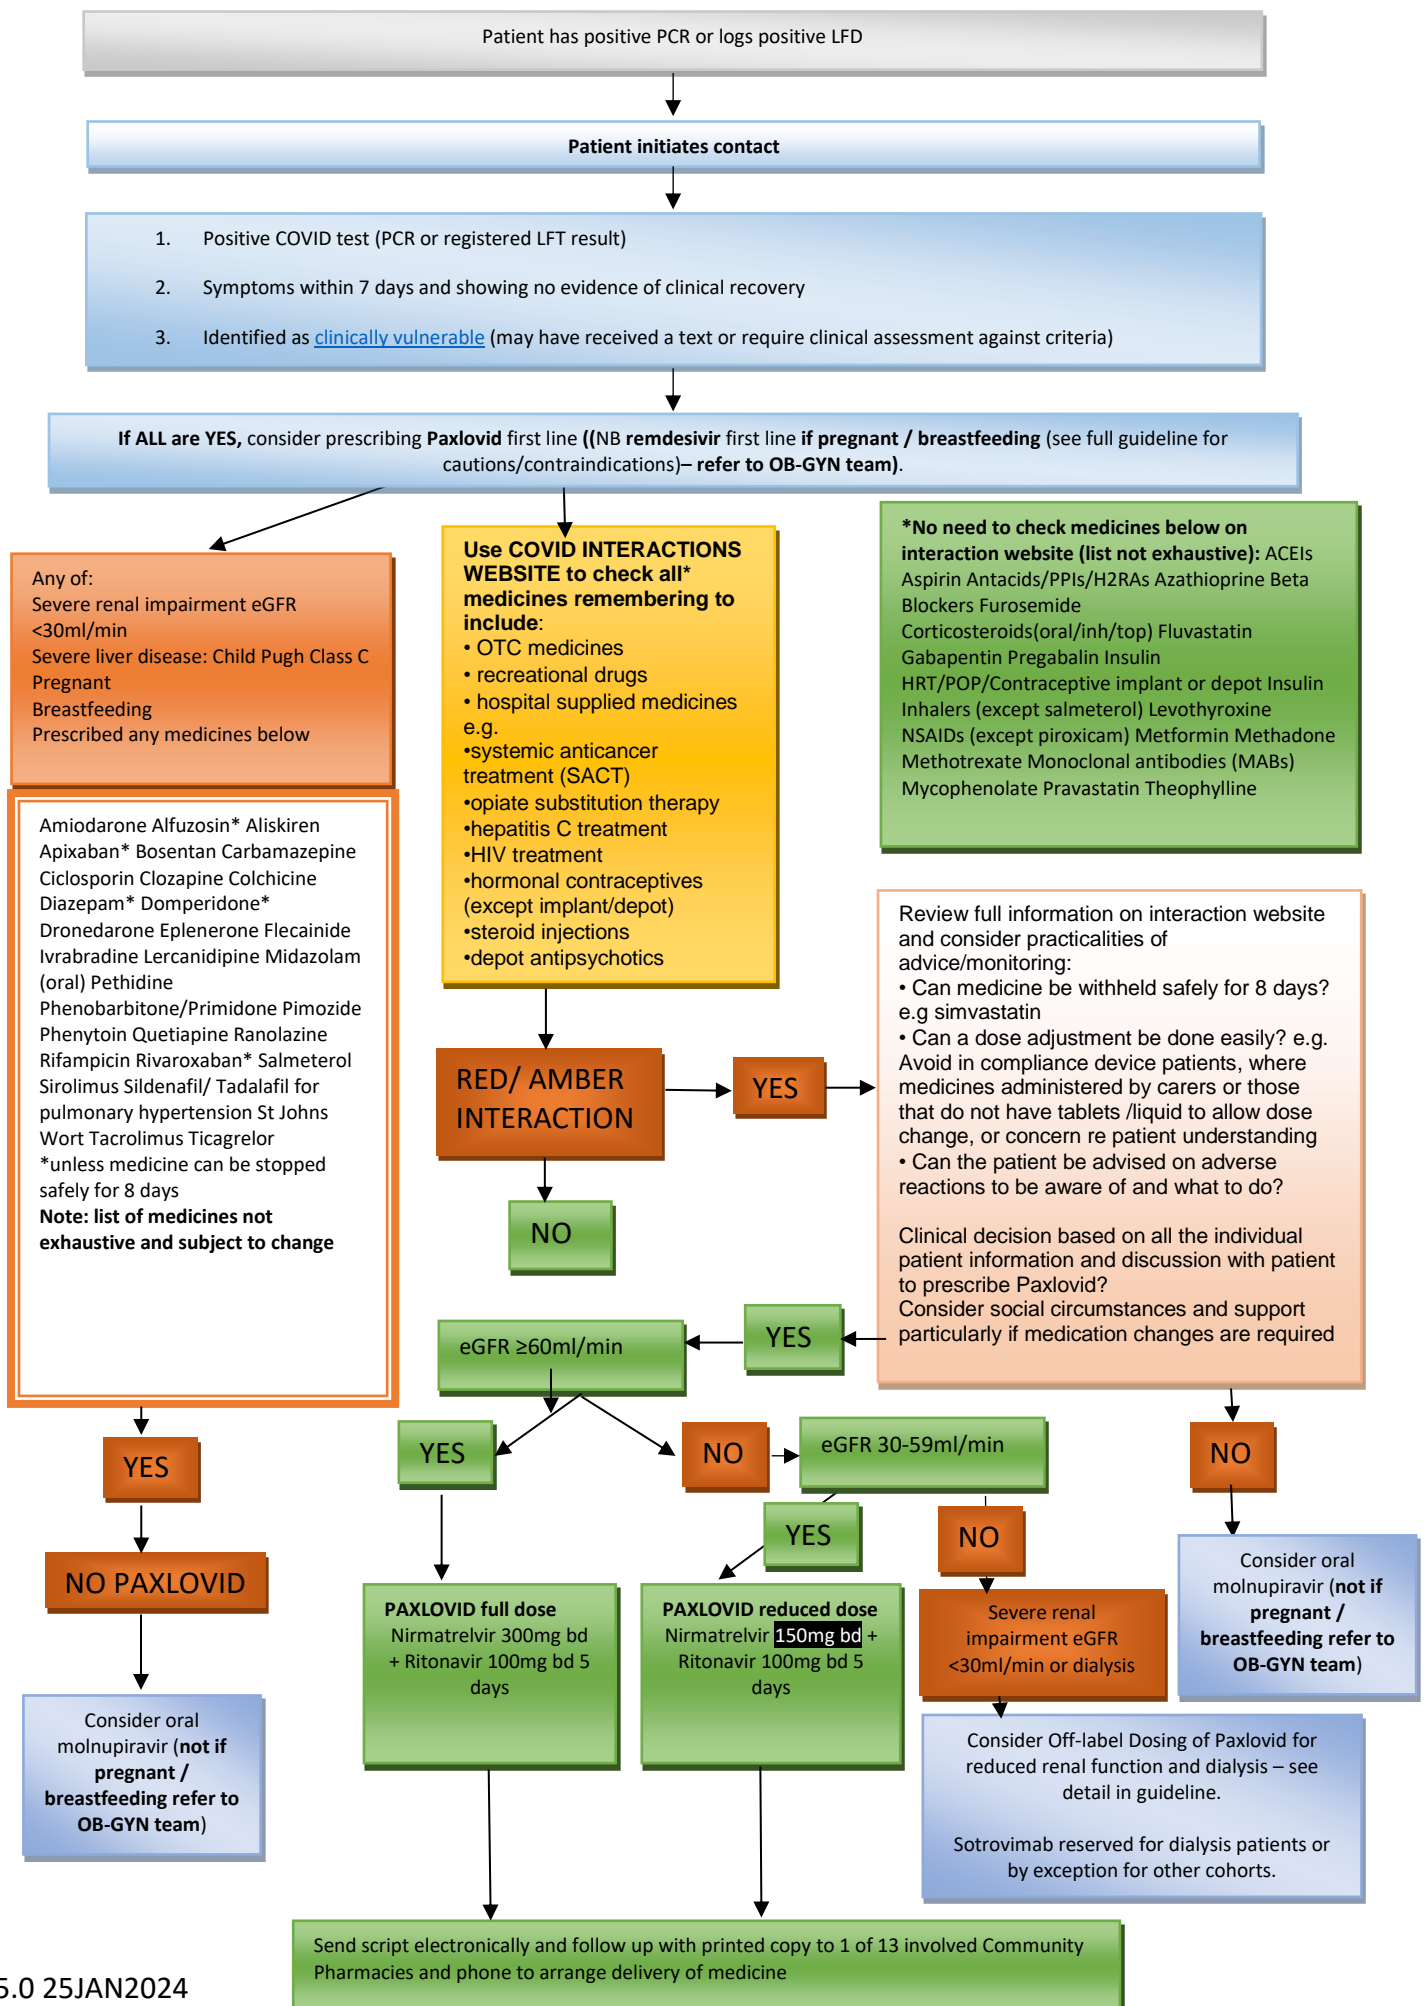 Patient has positive PCR or logs positive LFD
Patient initiates contact
1. Positive COVID test (PCR or registered LFT result)
2. Symptoms within 7 days and showing no evidence of clinical recovery
3. Identified as clinically vulnerable (may have received a text or require clinical assessment against criteria)
If ALL are YES, consider prescribing Paxlovid first line ((NB remdesivir first line if pregnant / breastfeeding (see full guideline for
cautions/contraindications)– refer to OB-GYN team).
Any of:
Severe renal impairment eGFR
<30ml/min
Severe liver disease: Child Pugh Class C
Pregnant
Breastfeeding
Prescribed any medicines below
Amiodarone Alfuzosin* Aliskiren
Apixaban* Bosentan Carbamazepine
Ciclosporin Clozapine Colchicine
Diazepam* Domperidone*
Dronedarone Eplenerone Flecainide
Ivrabradine Lercanidipine Midazolam
(oral) Pethidine
Phenobarbitone/Primidone Pimozide
Phenytoin Quetiapine Ranolazine
Rifampicin Rivaroxaban* Salmeterol
Sirolimus Sildenafil/ Tadalafil for
pulmonary hypertension St Johns
Wort Tacrolimus Ticagrelor
*unless medicine can be stopped
safely for 8 days
Note: list of medicines not
exhaustive and subject to change
YES
NO PAXLOVID
Consider oral
molnupiravir (not if
pregnant /
breastfeeding refer to
OB-GYN team)
Use COVID INTERACTIONS
WEBSITE to check all*
medicines remembering to
include:
• OTC medicines
• recreational drugs
• hospital supplied medicines
e.g.
•systemic anticancer
treatment (SACT)
•opiate substitution therapy
•hepatitis C treatment
•HIV treatment
•hormonal contraceptives
(except implant/depot)
•steroid injections
•depot antipsychotics
*No need to check medicines below on
interaction website (list not exhaustive): ACEIs
Aspirin Antacids/PPIs/H2RAs Azathioprine Beta
Blockers Furosemide
Corticosteroids(oral/inh/top) Fluvastatin
Gabapentin Pregabalin Insulin
HRT/POP/Contraceptive implant or depot Insulin
Inhalers (except salmeterol) Levothyroxine
NSAIDs (except piroxicam) Metformin Methadone
Methotrexate Monoclonal antibodies (MABs)
Mycophenolate Pravastatin Theophylline
RED/ AMBER
INTERACTION
YES
NO
Review full information on interaction website
and consider practicalities of
advice/monitoring:
• Can medicine be withheld safely for 8 days?
e.g simvastatin
• Can a dose adjustment be done easily? e.g.
Avoid in compliance device patients, where
medicines administered by carers or those
that do not have tablets /liquid to allow dose
change, or concern re patient understanding
• Can the patient be advised on adverse
reactions to be aware of and what to do?
Clinical decision based on all the individual
patient information and discussion with patient
to prescribe Paxlovid?
Consider social circumstances and support
particularly if medication changes are required
YES
eGFR ≥60ml/min
YES
NO
eGFR 30-59ml/min
YES
NO
NO
PAXLOVID full dose
Nirmatrelvir 300mg bd
+ Ritonavir 100mg bd 5
days
PAXLOVID reduced dose
Nirmatrelvir 150mg bd +
Ritonavir 100mg bd 5
days
Severe renal
impairment eGFR
<30ml/min or dialysis
Consider oral
molnupiravir (not if
pregnant /
breastfeeding refer to
OB-GYN team)
Consider Off-label Dosing of Paxlovid for
reduced renal function and dialysis – see
detail in guideline.
Sotrovimab reserved for dialysis patients or
by exception for other cohorts.
Send script electronically and follow up with printed copy to 1 of 13 involved Community
Pharmacies and phone to arrange delivery of medicine
5.0 25JAN2024